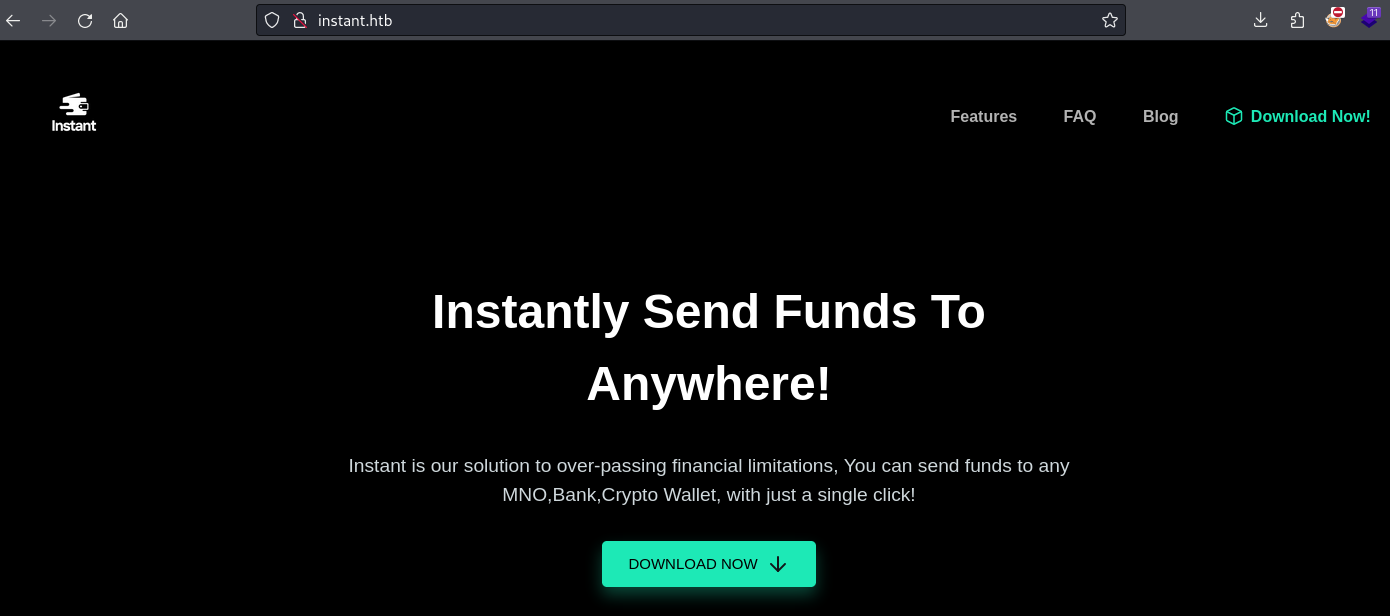 instant.htb
11
Instant
Features
FAQ
Blog
Download Now!
Instantly Send Funds To
Anywhere!
Instant is our solution to over-passing financial limitations, You can send funds to any
MNO,Bank,Crypto Wallet, with just a single click!
DOWNLOAD NOW